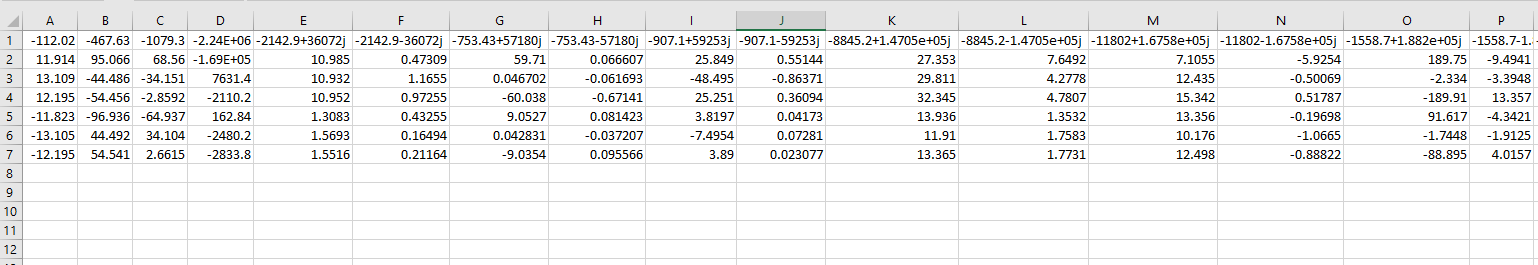 A B C D E F G H I J K L M N O P
1 -112.02 -467.63 -1079.3 -2.24E+06 -2142.9+36072j -2142.9-36072j -753.43+57180j -753.43-57180j -907.1+59253j -907.1-59253j -8845.2+1.4705e+05j -8845.2-1.4705e+05j -11802+1.6758e+05j -11802-1.6758e+05j -1558.7+1.882e+05j -1558.7-1.
2 11.914 95.066 68.56 -1.69E+05 10.985 0.47309 59.71 0.066607 25.849 0.55144 27.353 7.6492 7.1055 -5.9254 189.75 -9.4941
3 13.109 -44.486 -34.151 7631.4 10.932 1.1655 0.046702 -0.061693 -48.495 -0.86371 29.811 4.2778 12.435 -0.50069 -2.334 -3.3948
4 12.195 -54.456 -2.8592 -2110.2 10.952 0.97255 -60.038 -0.67141 25.251 0.36094 32.345 4.7807 15.342 0.51787 -189.91 13.357
5 -11.823 -96.936 -64.937 162.84 1.3083 0.43255 9.0527 0.081423 3.8197 0.04173 13.936 1.3532 13.356 -0.19698 91.617 -4.3421
6 -13.105 44.492 34.104 -2480.2 1.5693 0.16494 0.042831 -0.037207 -7.4954 0.07281 11.91 1.7583 10.176 -1.0665 -1.7448 -1.9125
7 -12.195 54.541 2.6615 -2833.8 1.5516 0.21164 -9.0354 0.095566 3.89 0.023077 13.365 1.7731 12.498 -0.88822 -88.895 4.0157
8
9
10
11
12